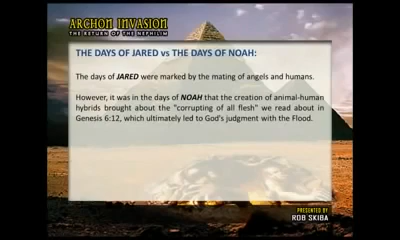 ARCHON INVASION
THE RETURN OF THE NEPHILIM
THE DAYS OF JARED vs THE DAYS OF NOAH:
The days of JARED were marked by the mating of angels and humans.
However, it was in the days of NOAH that the creation of animal-human
hybrids brought about the "corrupting of all flesh" we read about in
Genesis 6:12, which ultimately led to God's judgment with the Flood.
PRESENTED BY
ROB SKIBA